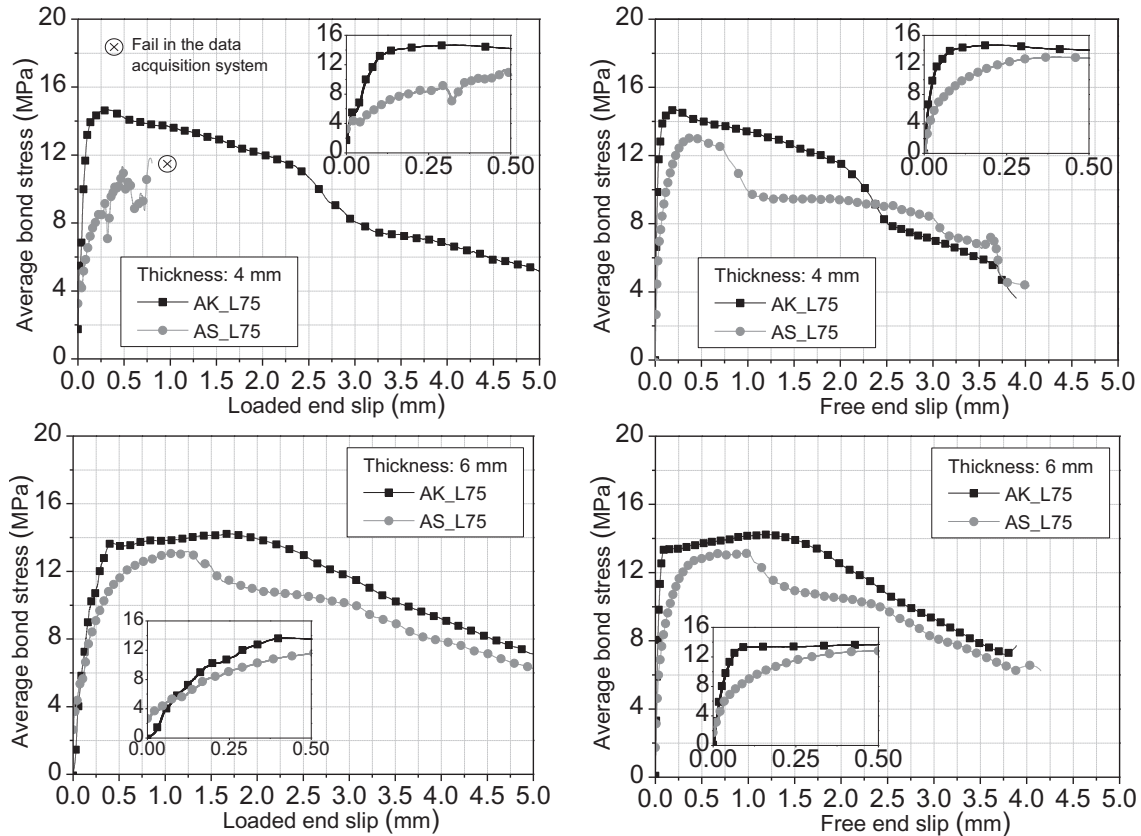 20
16
12
8
4
0
Average bond stress (MPa)
Fail in the data
acquisition system
16
12
8
4
0
0.00
0.25
0.50
Thickness: 4 mm
AK_L75
AS_L75
0.0 0.5 1.0 1.5 2.0 2.5 3.0 3.5 4.0 4.5 5.0
Loaded end slip (mm)
20
16
12
8
4
0
Average bond stress (MPa)
16
12
8
4
0
0.00
0.25
0.50
Thickness: 4 mm
AK_L75
AS_L75
0.0 0.5 1.0 1.5 2.0 2.5 3.0 3.5 4.0 4.5 5.0
Free end slip (mm)
20
16
12
8
4
0
Average bond stress (MPa)
Thickness: 6 mm
AK_L75
AS_L75
16
12
8
4
0
0.00
0.25
0.50
0.0 0.5 1.0 1.5 2.0 2.5 3.0 3.5 4.0 4.5 5.0
Loaded end slip (mm)
20
16
12
8
4
0
Average bond stress (MPa)
Thickness: 6 mm
AK_L75
AS_L75
16
12
8
4
0
0.00
0.25
0.50
0.0 0.5 1.0 1.5 2.0 2.5 3.0 3.5 4.0 4.5 5.0
Free end slip (mm)